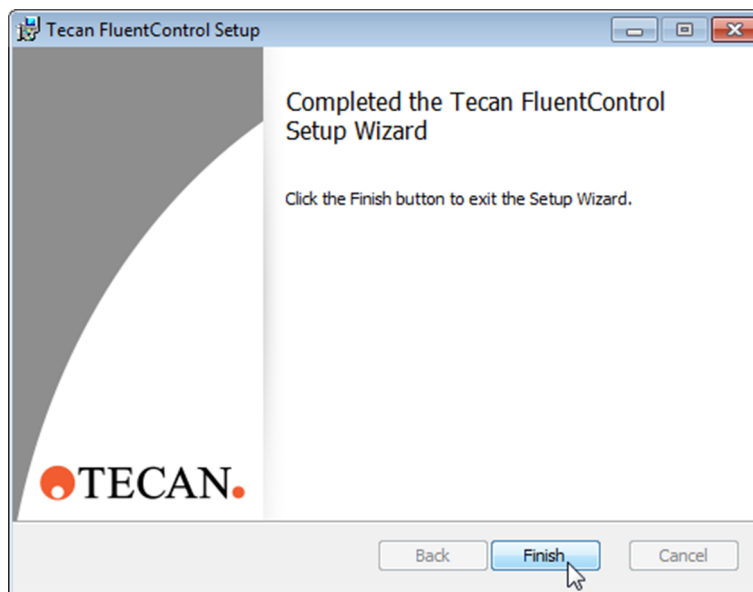 Tecan FluentControl Setup
Completed the Tecan FluentControl
Setup Wizard
Click the Finish button to exit the Setup Wizard.
TECAN.
Back
Finish
Cancel